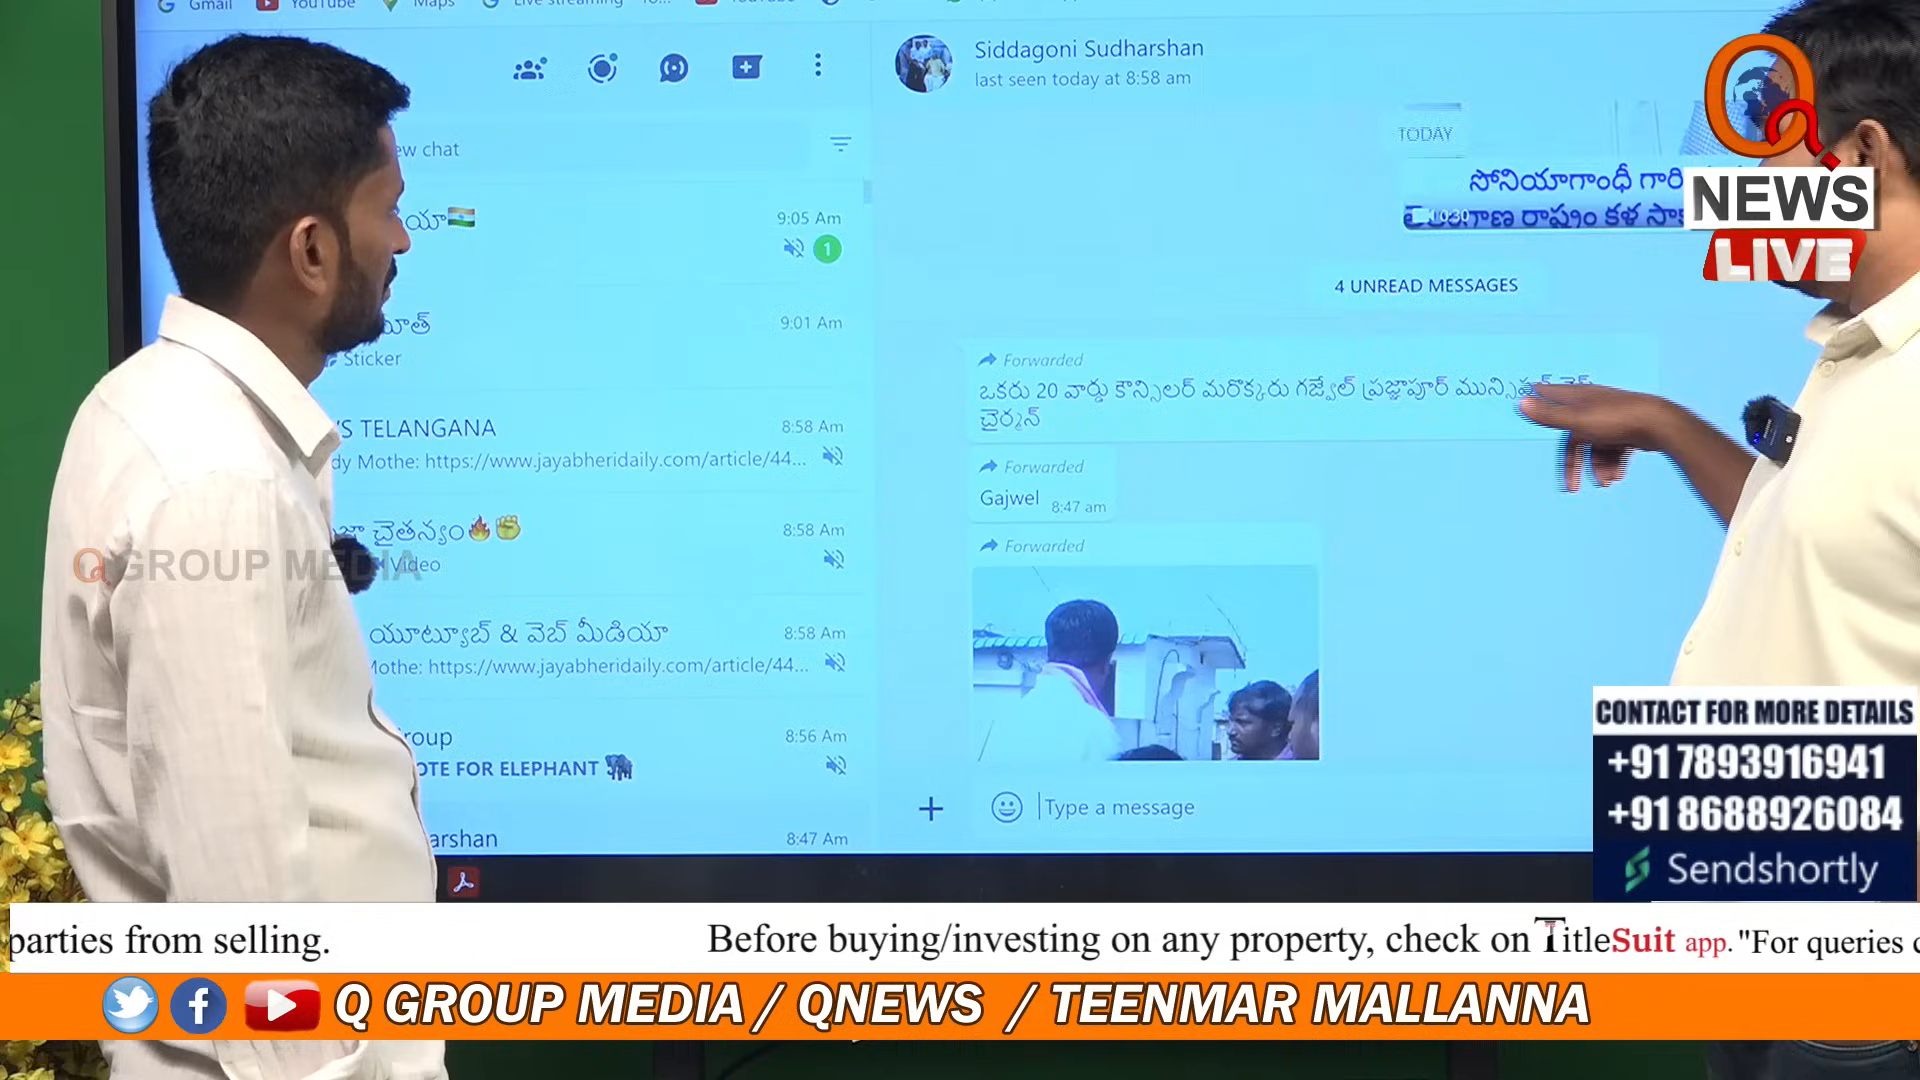 Gmail
YouTube
Maps
Live streaming
Siddagoni Sudharshan
last seen today at 8:58 am
TODAY
సోనియాగాంధీ
రాష్ట్రం కళ
NEWS
LIVE
chat
9:05 Am
1
4 UNREAD MESSAGES
9:01 Am
Sticker
Forwarded
ఒకరు 20 వార్డు కౌన్సిలర్ మరొక్కరు గజ్వేల్ ప్రజ్ఞాపూర్
చైర్మన్
TELANGANA
8:58 Am
Mothe: https://www.jayabheridaily.com/article/44...
Forwarded
Gajwel 8:47 am
చైతన్యం🔥✊
8:58 Am
Video
Q GROUP MEDIA
Forwarded
యూట్యూబ్ & వెబ్ మీడియా
8:58 Am
Mothe: https://www.jayabheridaily.com/article/44...
8:56 Am
FOR ELEPHANT 🐘
8:47 Am
Type a message
CONTACT FOR MORE DETAILS
+91 7893916941
+91 8688926084
Sendshortly
parties from selling. Before buying/investing on any property, check on TitleSuit app. "For queries
Q GROUP MEDIA / QNEWS / TEENMAR MALLANNA